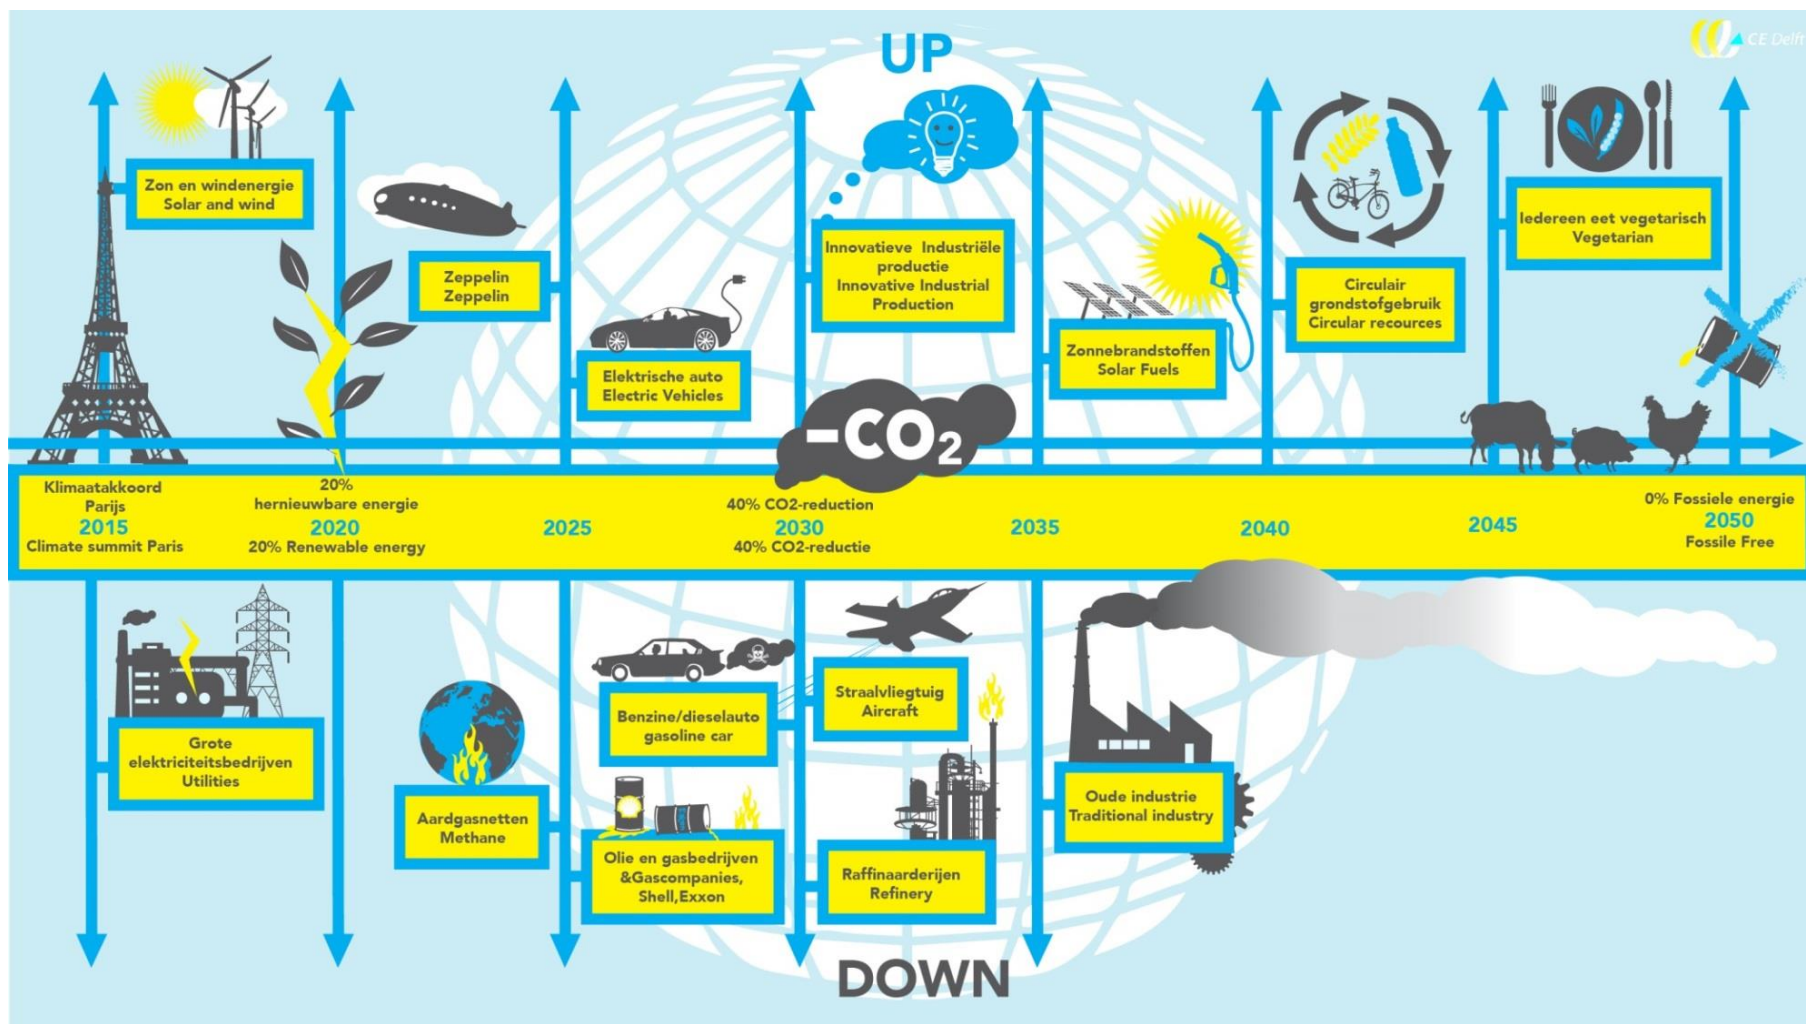 UP
CE Delft
Zon en windenergie
Solar and wind
Zeppelin
Zeppelin
Elektrische auto
Electric Vehicles
Innovatieve Industriële
productie
Innovative Industrial
Production
Zonnebrandstoffen
Solar Fuels
Circulair
grondstofgebruik
Circular recources
Iedereen eet vegetarisch
Vegetarian
-CO2
Klimaatakkoord
Parijs
2015
Climate summit Paris
20%
hernieuwbare energie
2020
20% Renewable energy
2025
40% CO2-reduction
2030
40% CO2-reductie
2035
2040
2045
0% Fossiele energie
2050
Fossile Free
Grote
elektriciteitsbedrijven
Utilities
Aardgasnetten
Methane
Benzine/dieselauto
gasoline car
Olie en gasbedrijven
&Gascompanies,
Shell,Exxon
Straalvliegtuig
Aircraft
Raffinaarderijen
Refinery
Oude industrie
Traditional industry
DOWN